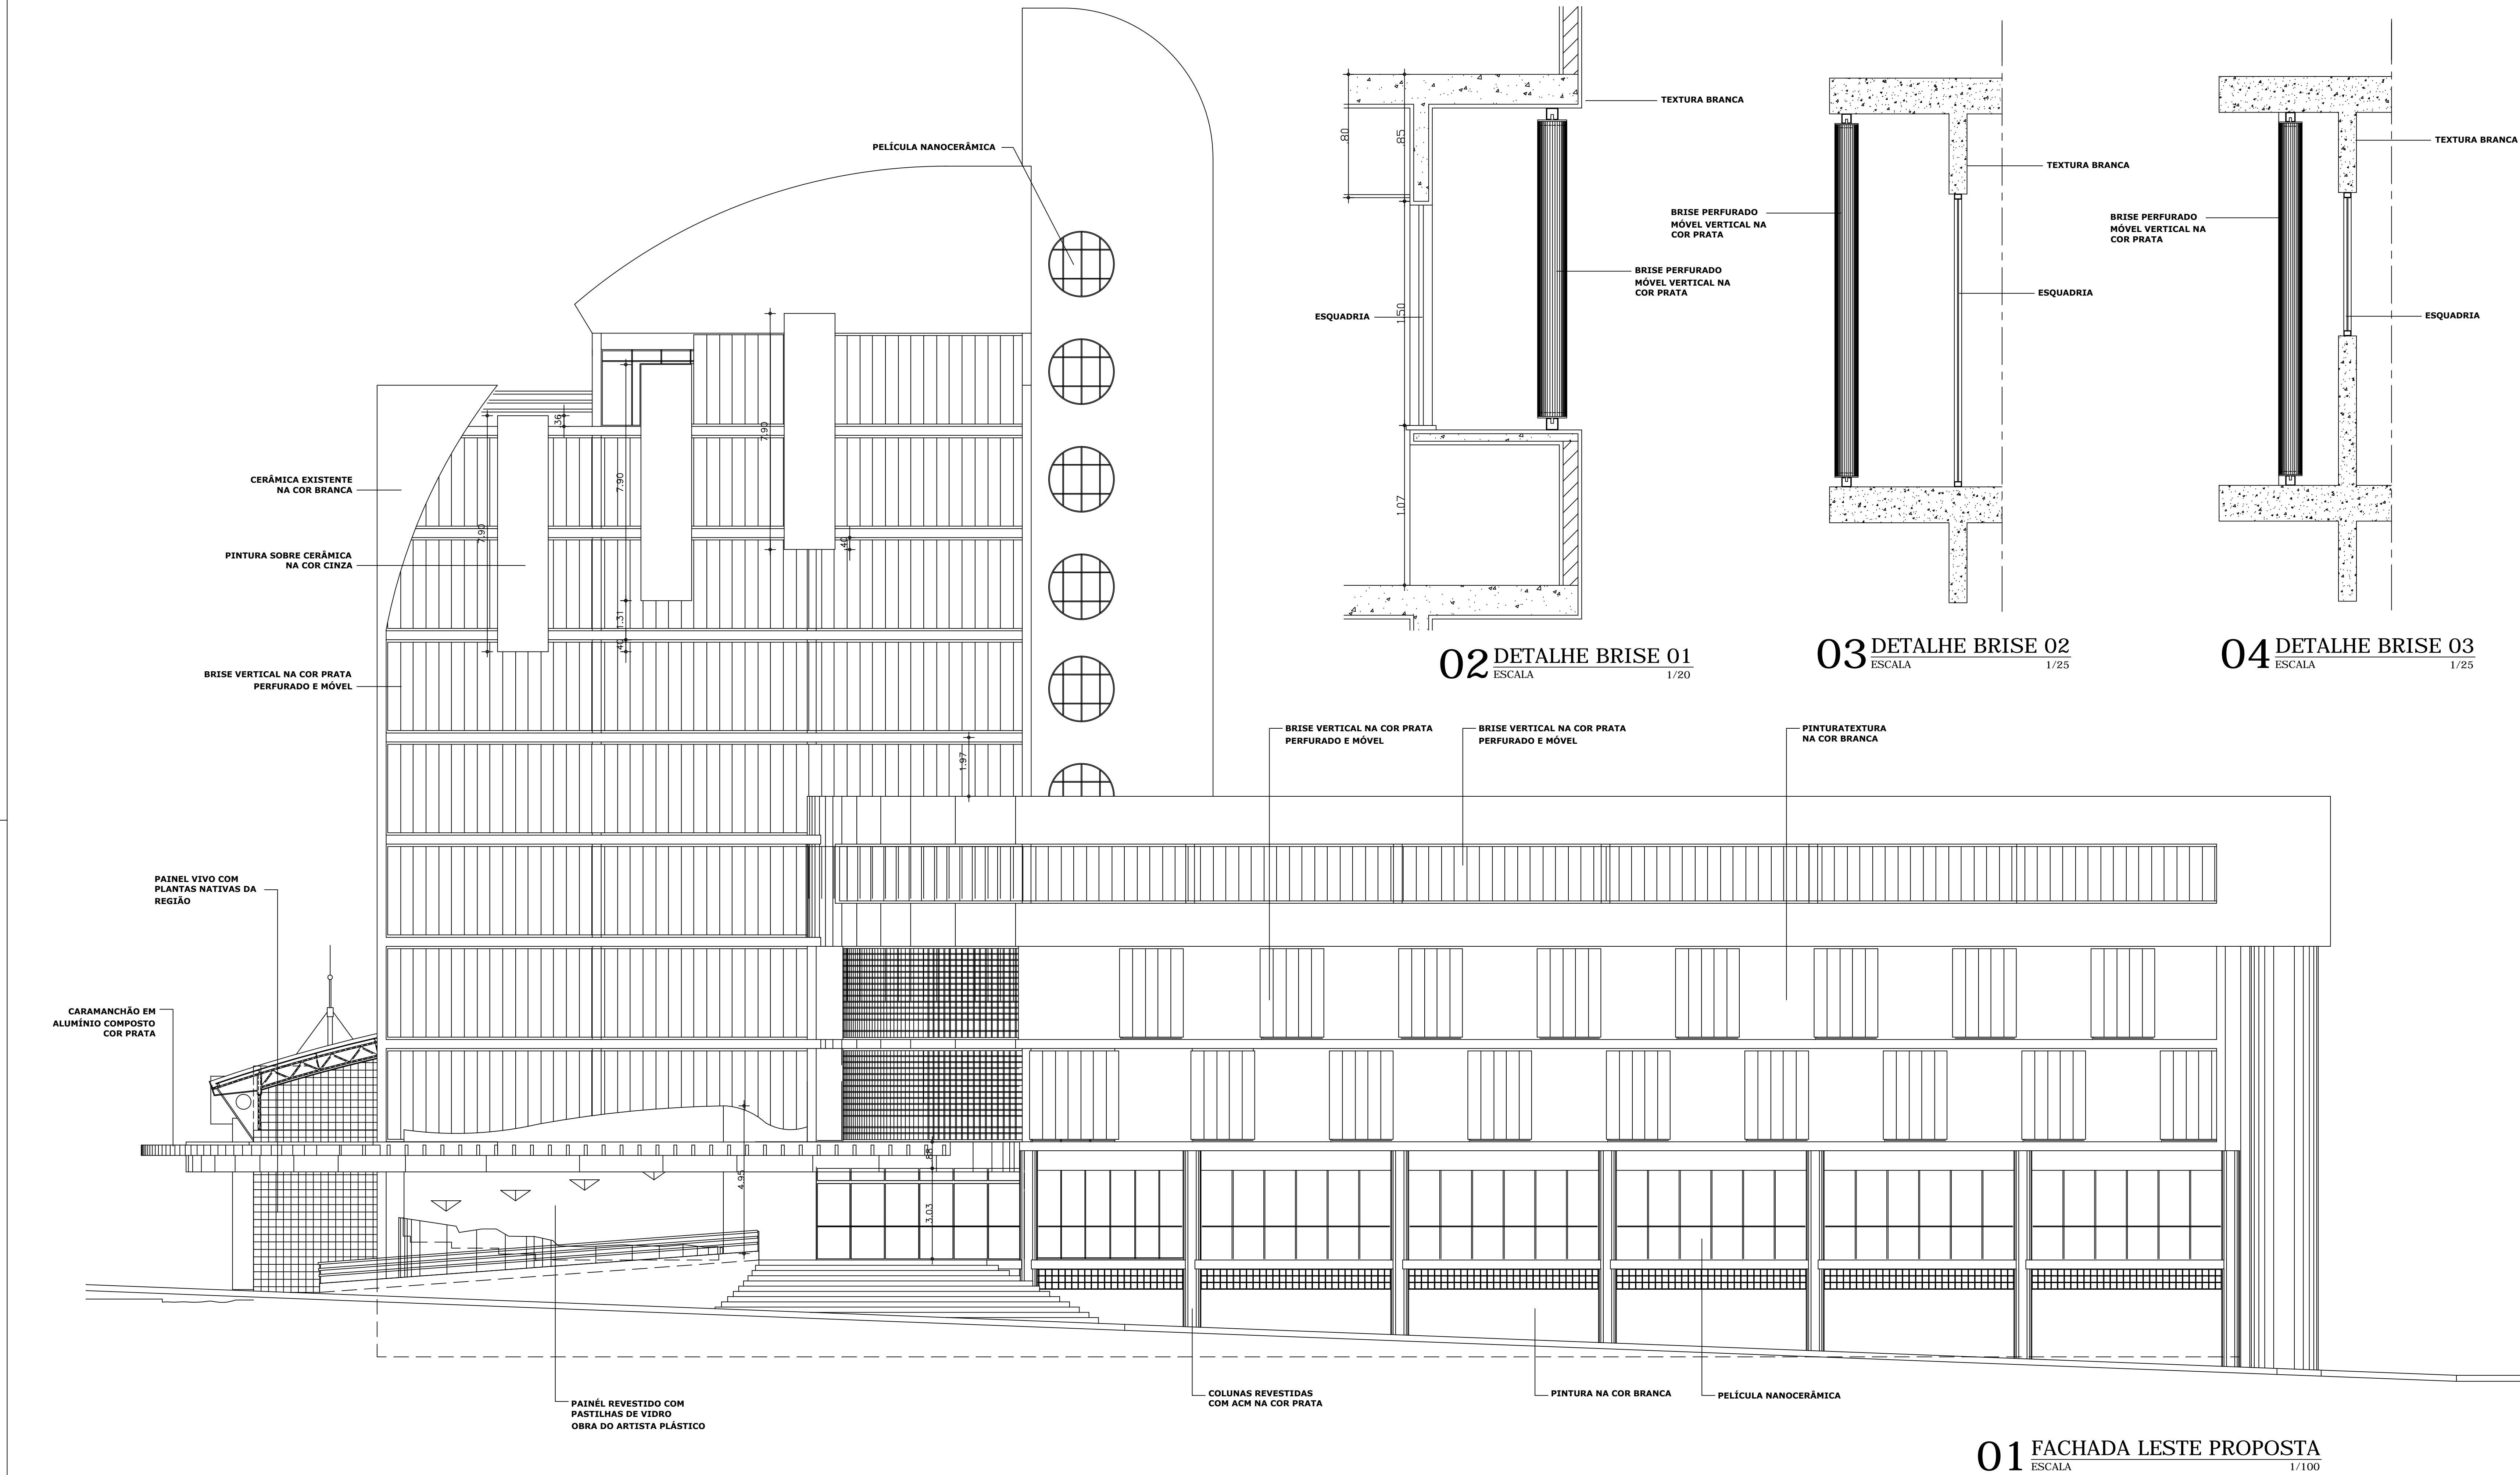 PELÍCULA NANOCERÂMICA
CERÂMICA EXISTENTE
NA COR BRANCA
PINTURA SOBRE CERÂMICA
NA COR CINZA
BRISE VERTICAL NA COR PRATA
PERFURADO E MÓVEL
PAINEL VIVO COM
PLANTAS NATIVAS DA
REGIÃO
CARAMANCHÃO EM
ALUMÍNIO COMPOSTO
COR PRATA
7.90
.36
7.90
1.31
.40
7.90
.40
1.97
4.95
.88
3.03
.80
.85
1.50
1.07
TEXTURA BRANCA
BRISE PERFURADO
MÓVEL VERTICAL NA
COR PRATA
ESQUADRIA
02 DETALHE BRISE 01
ESCALA 1/20
TEXTURA BRANCA
BRISE PERFURADO
MÓVEL VERTICAL NA
COR PRATA
ESQUADRIA
03 DETALHE BRISE 02
ESCALA 1/25
TEXTURA BRANCA
BRISE PERFURADO
MÓVEL VERTICAL NA
COR PRATA
ESQUADRIA
04 DETALHE BRISE 03
ESCALA 1/25
BRISE VERTICAL NA COR PRATA
PERFURADO E MÓVEL
BRISE VERTICAL NA COR PRATA
PERFURADO E MÓVEL
PINTURATEXTURA
NA COR BRANCA
PAINÉL REVESTIDO COM
PASTILHAS DE VIDRO
OBRA DO ARTISTA PLÁSTICO
COLUNAS REVESTIDAS
COM ACM NA COR PRATA
PINTURA NA COR BRANCA
PELÍCULA NANOCERÂMICA
01 FACHADA LESTE PROPOSTA
ESCALA 1/100